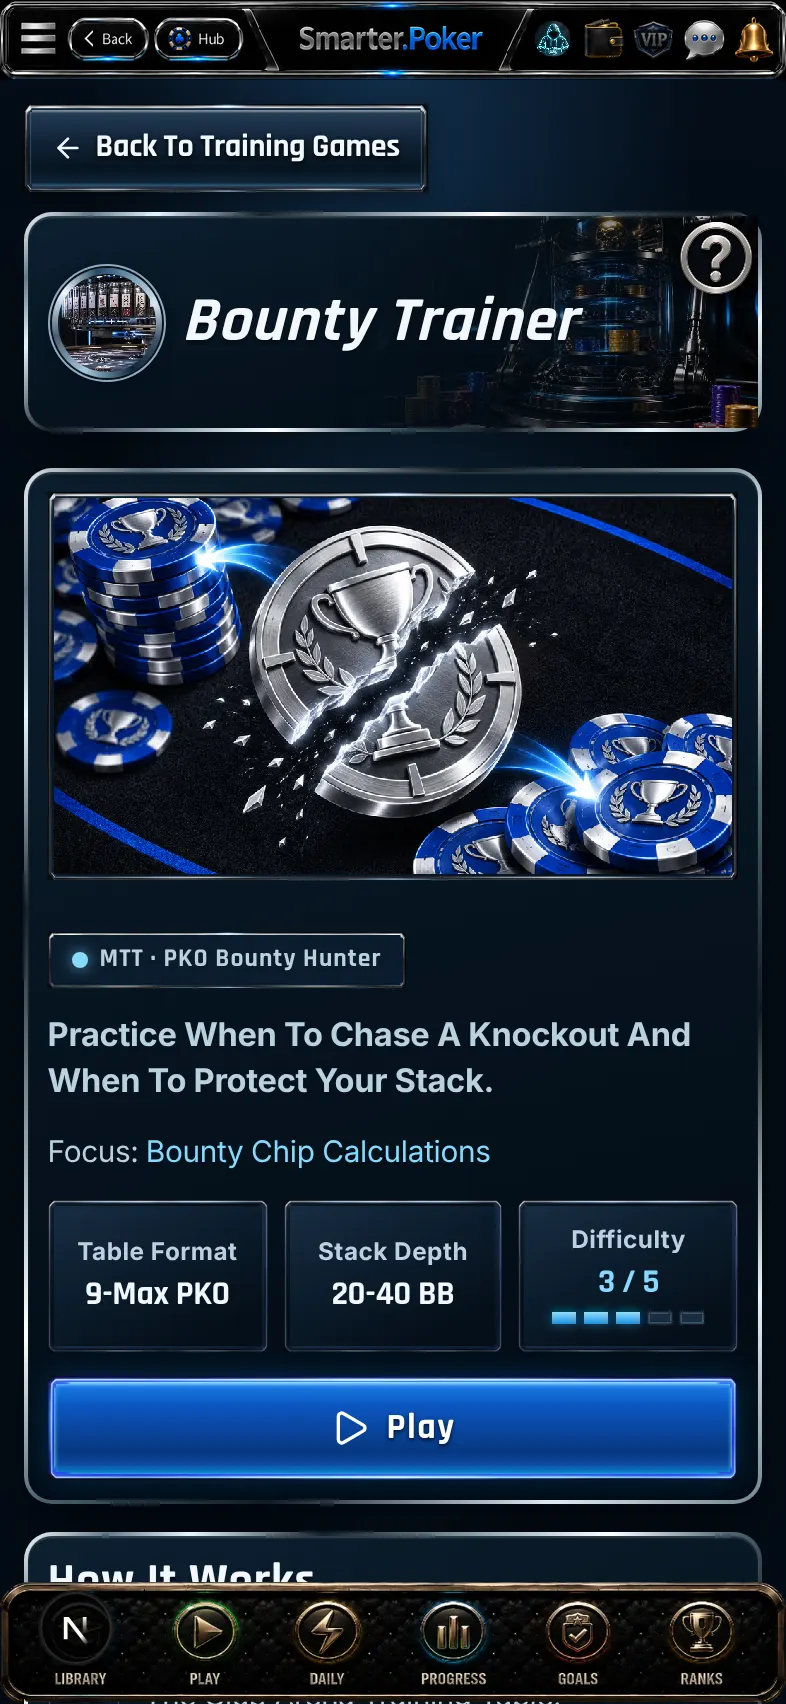 Back
Hub
Smarter.Poker
VIP
Back To Training Games
?
Bounty Trainer
MTT · PKO Bounty Hunter
Practice When To Chase A Knockout And
When To Protect Your Stack.
Focus: Bounty Chip Calculations
Table Format
9-Max PKO
Stack Depth
20-40 BB
Difficulty
3 / 5
Play
How It Works
N
LIBRARY
PLAY
DAILY
PROGRESS
GOALS
RANKS